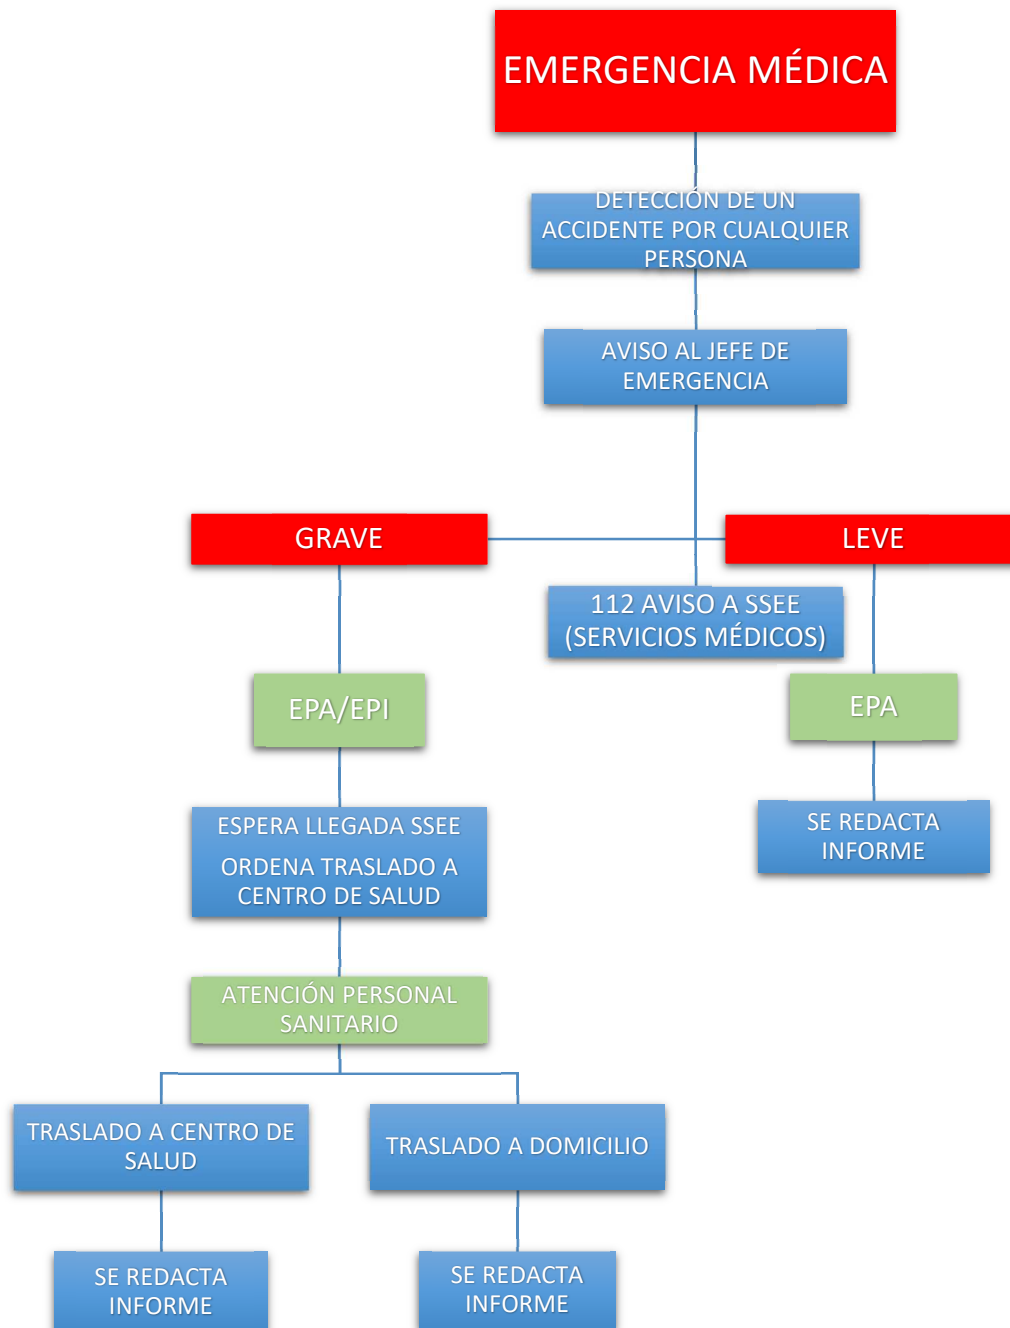 EMERGENCIA MÉDICA
DETECCIÓN DE UN
ACCIDENTE POR CUALQUIER
PERSONA
AVISO AL JEFE DE
EMERGENCIA
GRAVE
LEVE
112 AVISO A SSEE
(SERVICIOS MÉDICOS)
EPA/EPI
EPA
ESPERA LLEGADA SSEE
ORDENA TRASLADO A
CENTRO DE SALUD
SE REDACTA
INFORME
ATENCIÓN PERSONAL
SANITARIO
TRASLADO A CENTRO DE
SALUD
TRASLADO A DOMICILIO
SE REDACTA
INFORME
SE REDACTA
INFORME